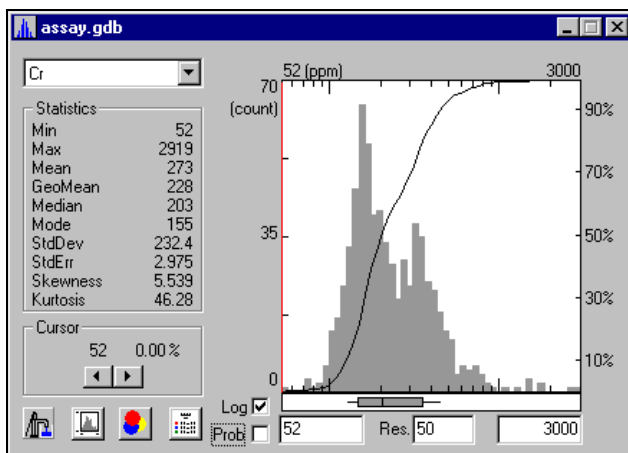 assay.gdb
Cr
Statistics
Min 52
Max 2919
Mean 273
GeoMean 228
Median 203
Mode 155
StdDev 232.4
StdErr 2.975
Skewness 5.539
Kurtosis 46.28
Cursor
52 0.00 %
52 (ppm) 3000
70
(count)
35
0
90%
70%
50%
30%
10%
Log
Prob 52 Res. 50 3000